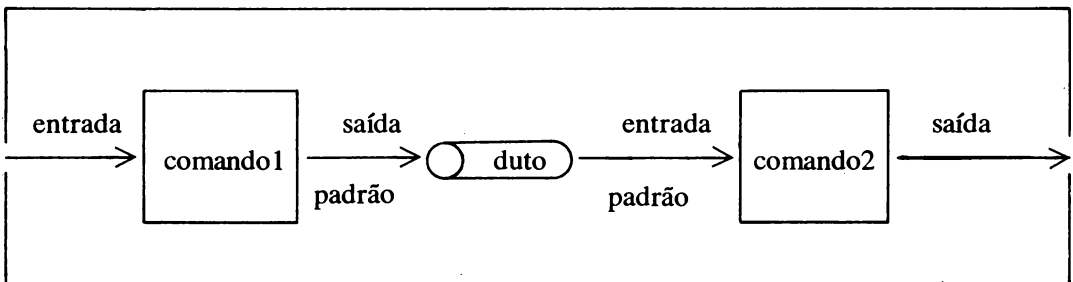 entrada
saída
entrada
saída
comando1
duto
comando2
padrão
padrão